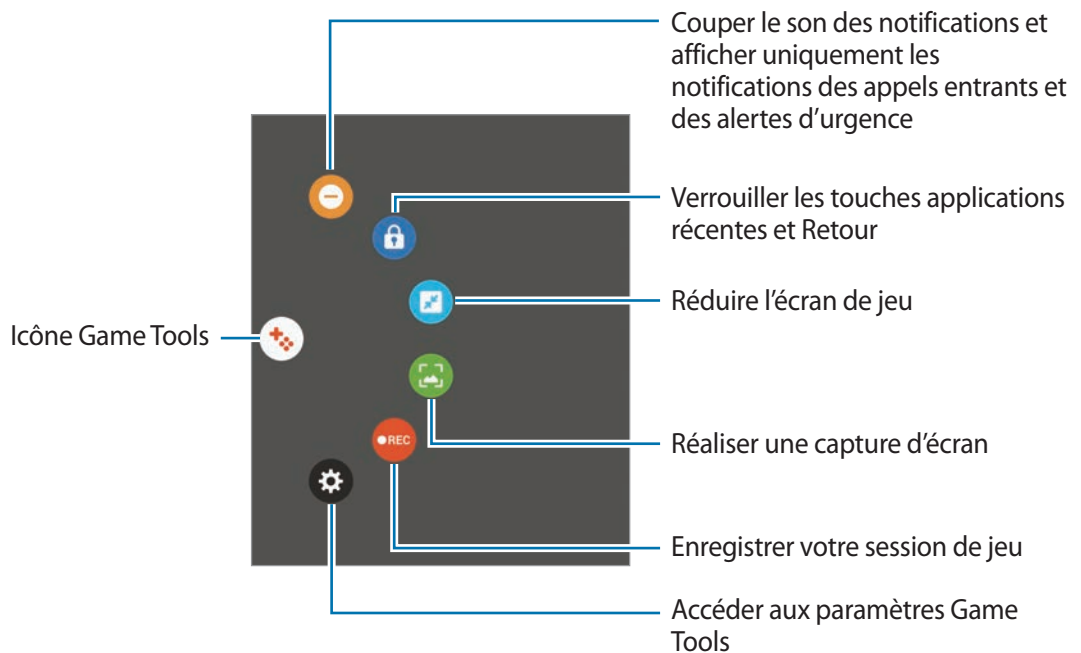 Couper le son des notifications et
afficher uniquement les
notifications des appels entrants et
des alertes d’urgence
Verrouiller les touches applications
récentes et Retour
Réduire l’écran de jeu
Icône Game Tools
Réaliser une capture d’écran
REC
Enregistrer votre session de jeu
Accéder aux paramètres Game
Tools